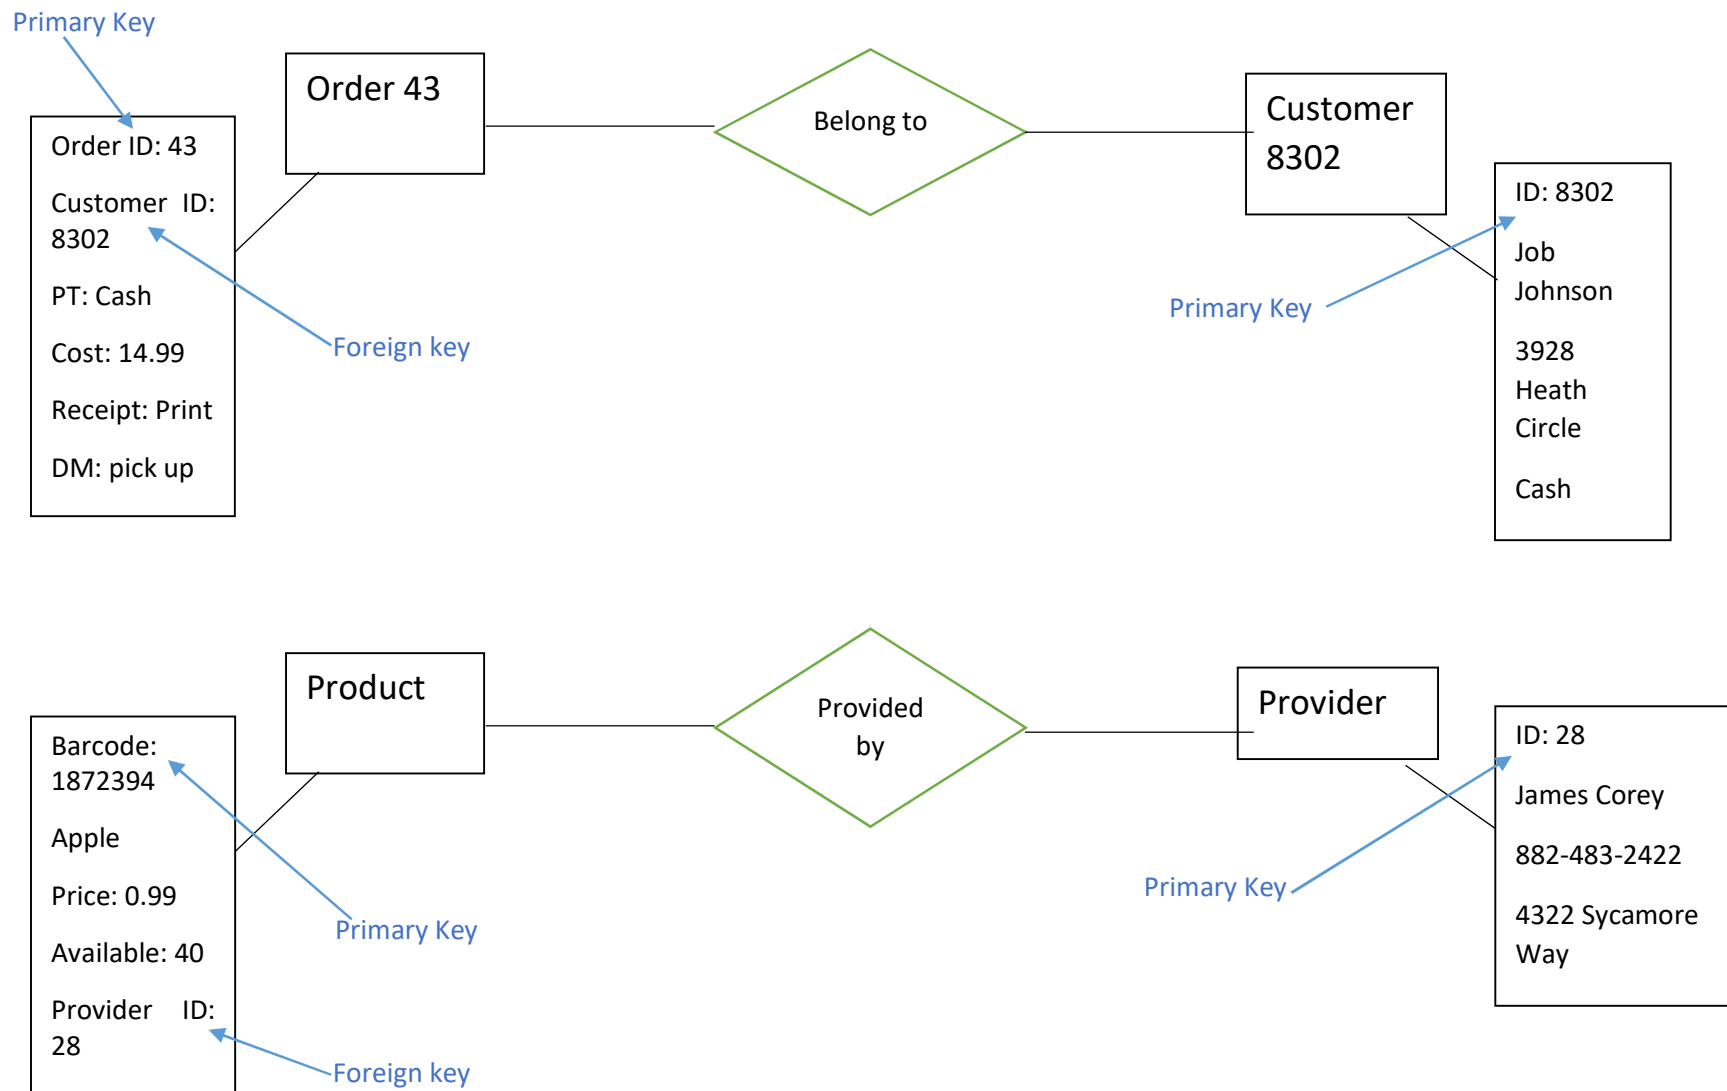 Primary Key
Order 43
Belong to
Customer
8302
Order ID: 43
Customer ID:
8302
PT: Cash
Cost: 14.99
Receipt: Print
DM: pick up
Foreign key
Primary Key
ID: 8302
Job
Johnson
3928
Heath
Circle
Cash
Product
Provided
by
Provider
Barcode:
1872394
Apple
Price: 0.99
Available: 40
Provider ID:
28
Primary Key
Foreign key
Primary Key
ID: 28
James Corey
882-483-2422
4322 Sycamore
Way